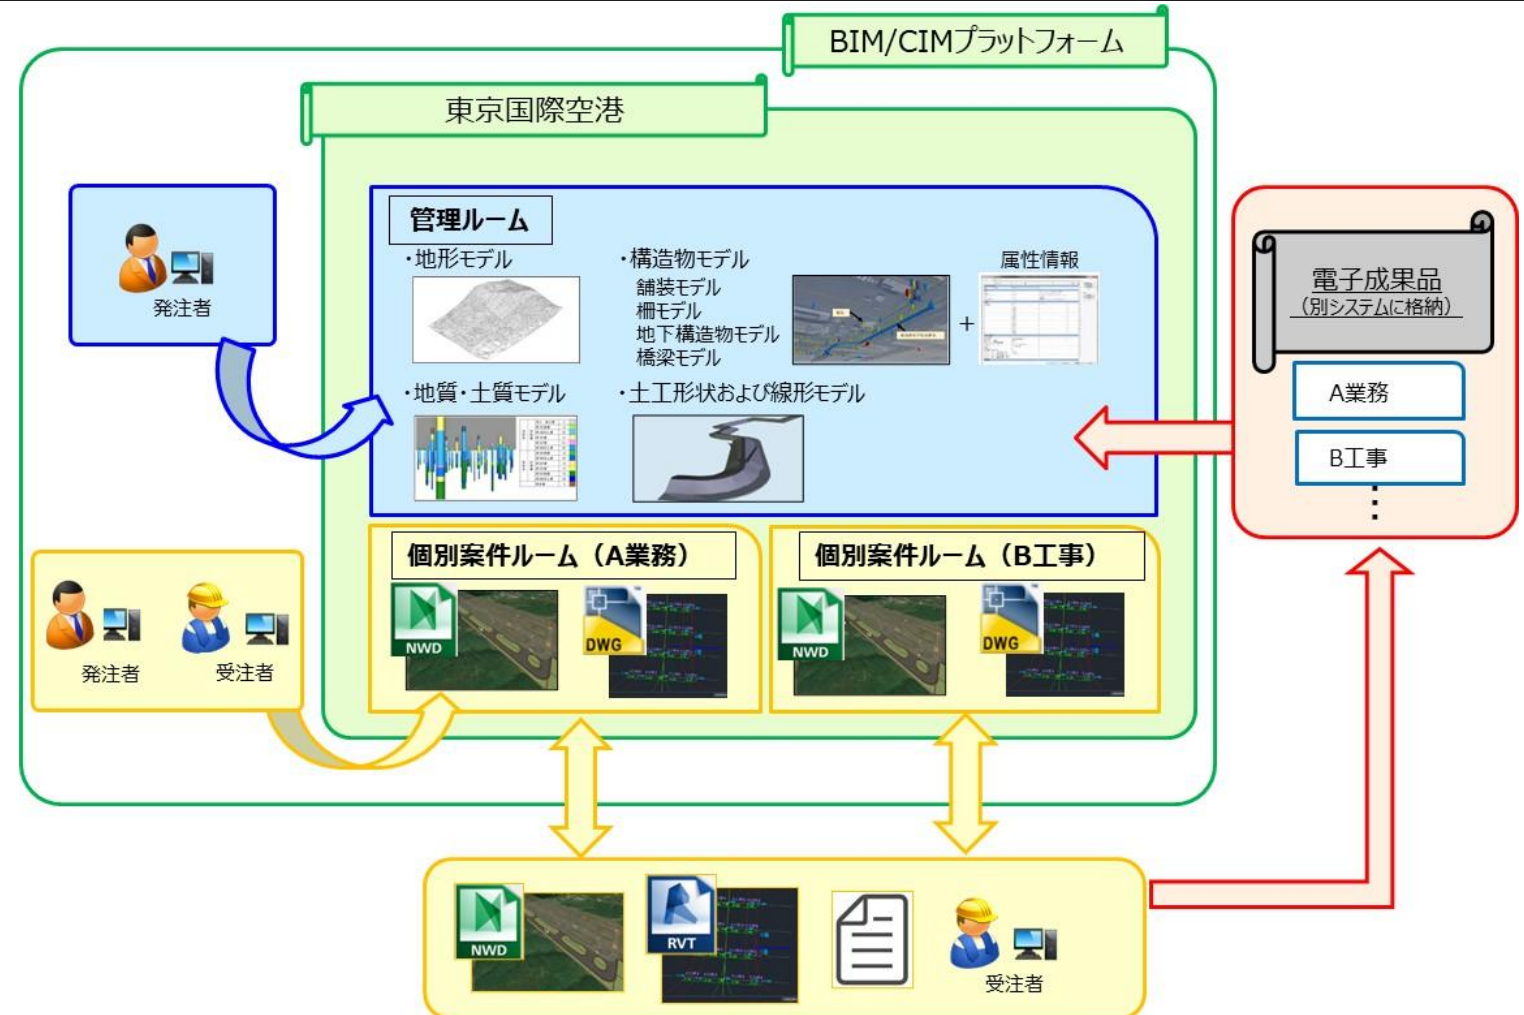 BIM/CIMプラットフォーム
東京国際空港
管理ルーム
・地形モデル
・構造物モデル
舗装モデル
柵モデル
地下構造物モデル
橋梁モデル
+
属性情報
・地質・土質モデル
・土工形状および線形モデル
発注者
電子成果品
（別システムに格納）
A業務
B工事
⋮
個別案件ルーム（A業務）
NWD
DWG
個別案件ルーム（B工事）
NWD
DWG
発注者
受注者
NWD
RVT
受注者